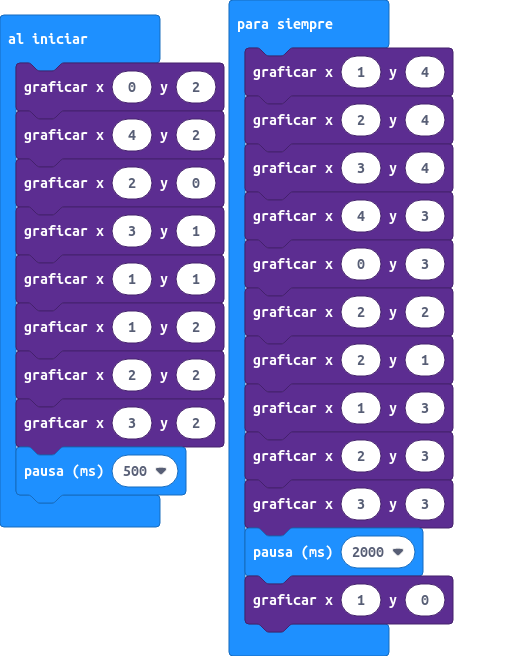 al iniciar
graficar x 0 y 2
graficar x 4 y 2
graficar x 2 y 0
graficar x 3 y 1
graficar x 1 y 1
graficar x 1 y 2
graficar x 2 y 2
graficar x 3 y 2
pausa (ms) 500
para siempre
graficar x 1 y 4
graficar x 2 y 4
graficar x 3 y 4
graficar x 4 y 3
graficar x 0 y 3
graficar x 2 y 2
graficar x 2 y 1
graficar x 1 y 3
graficar x 2 y 3
graficar x 3 y 3
pausa (ms) 2000
graficar x 1 y 0